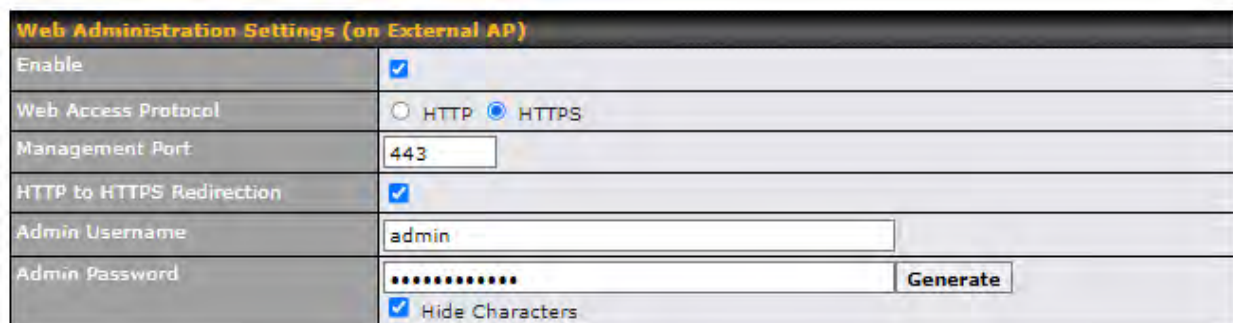 Web Administration Settings (on External AP)
Enable
Web Access Protocol HTTP HTTPS
Management Port 443
HTTP to HTTPS Redirection
Admin Username admin
Admin Password •••••••••••• Generate
Hide Characters